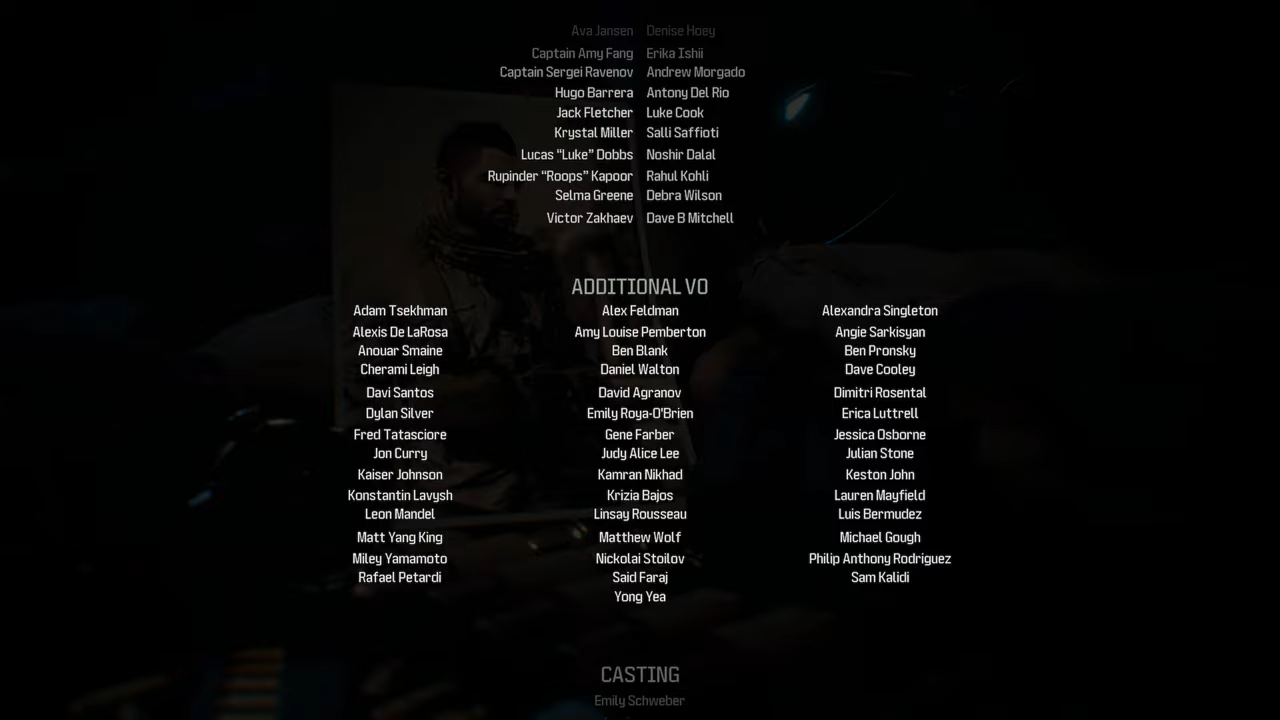 Ava Jansen Denise Hoey
Captain Amy Fang Erika Ishii
Captain Sergei Ravenov Andrew Morgado
Hugo Barrera Antony Del Rio
Jack Fletcher Luke Cook
Krystal Miller Salli Saffioti
Lucas “Luke” Dobbs Noshir Dalal
Rupinder “Roops” Kapoor Rahul Kohli
Selma Greene Debra Wilson
Victor Zakhaev Dave B Mitchell
ADDITIONAL VO
Adam Tsekhman Alex Feldman Alexandra Singleton
Alexis De LaRosa Amy Louise Pemberton Angie Sarkisyan
Anouar Smaine Ben Blank Ben Pronsky
Cherami Leigh Daniel Walton Dave Cooley
Davi Santos David Agranov Dimitri Rosental
Dylan Silver Emily Roya-O'Brien Erica Luttrell
Fred Tatasciore Gene Farber Jessica Osborne
Jon Curry Judy Alice Lee Julian Stone
Kaiser Johnson Kamran Nikhad Keston John
Konstantin Lavysh Krizia Bajos Lauren Mayfield
Leon Mandel Linsay Rousseau Luis Bermudez
Matt Yang King Matthew Wolf Michael Gough
Miley Yamamoto Nickolai Stoilov Philip Anthony Rodriguez
Rafael Petardi Said Faraj Sam Kalidi
Yong Yea
CASTING
Emily Schweber